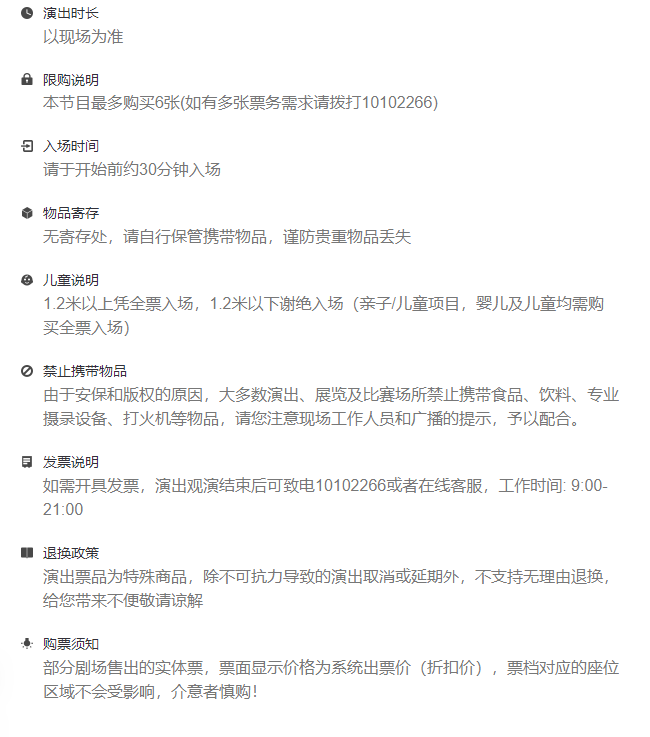 演出时长
以现场为准
限购说明
本节目最多购买6张(如有多张票务需求请拨打10102266)
入场时间
请于开始前约30分钟入场
物品寄存
无寄存处，请自行保管携带物品，谨防贵重物品丢失
儿童说明
1.2米以上凭全票入场，1.2米以下谢绝入场（亲子/儿童项目，婴儿及儿童均需购
买全票入场）
禁止携带物品
由于安保和版权的原因，大多数演出、展览及比赛场所禁止携带食品、饮料、专业
摄录设备、打火机等物品，请您注意现场工作人员和广播的提示，予以配合。
发票说明
如需开具发票，演出观演结束后可致电10102266或者在线客服，工作时间: 9:00-
21:00
退换政策
演出票品为特殊商品，除不可抗力导致的演出取消或延期外，不支持无理由退换，
给您带来不便敬请谅解
购票须知
部分剧场售出的实体票，票面显示价格为系统出票价（折扣价），票档对应的座位
区域不会受影响，介意者慎购！